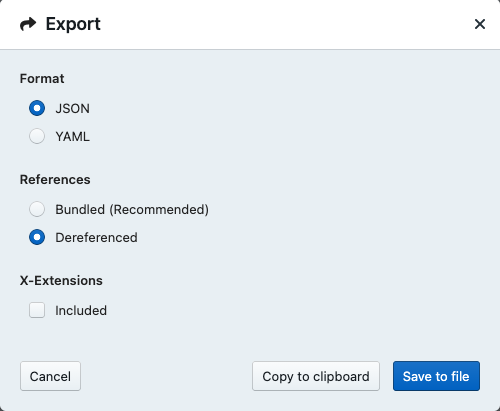 Export
Format
JSON
YAML
References
Bundled (Recommended)
Dereferenced
X-Extensions
Included
Cancel
Copy to clipboard
Save to file